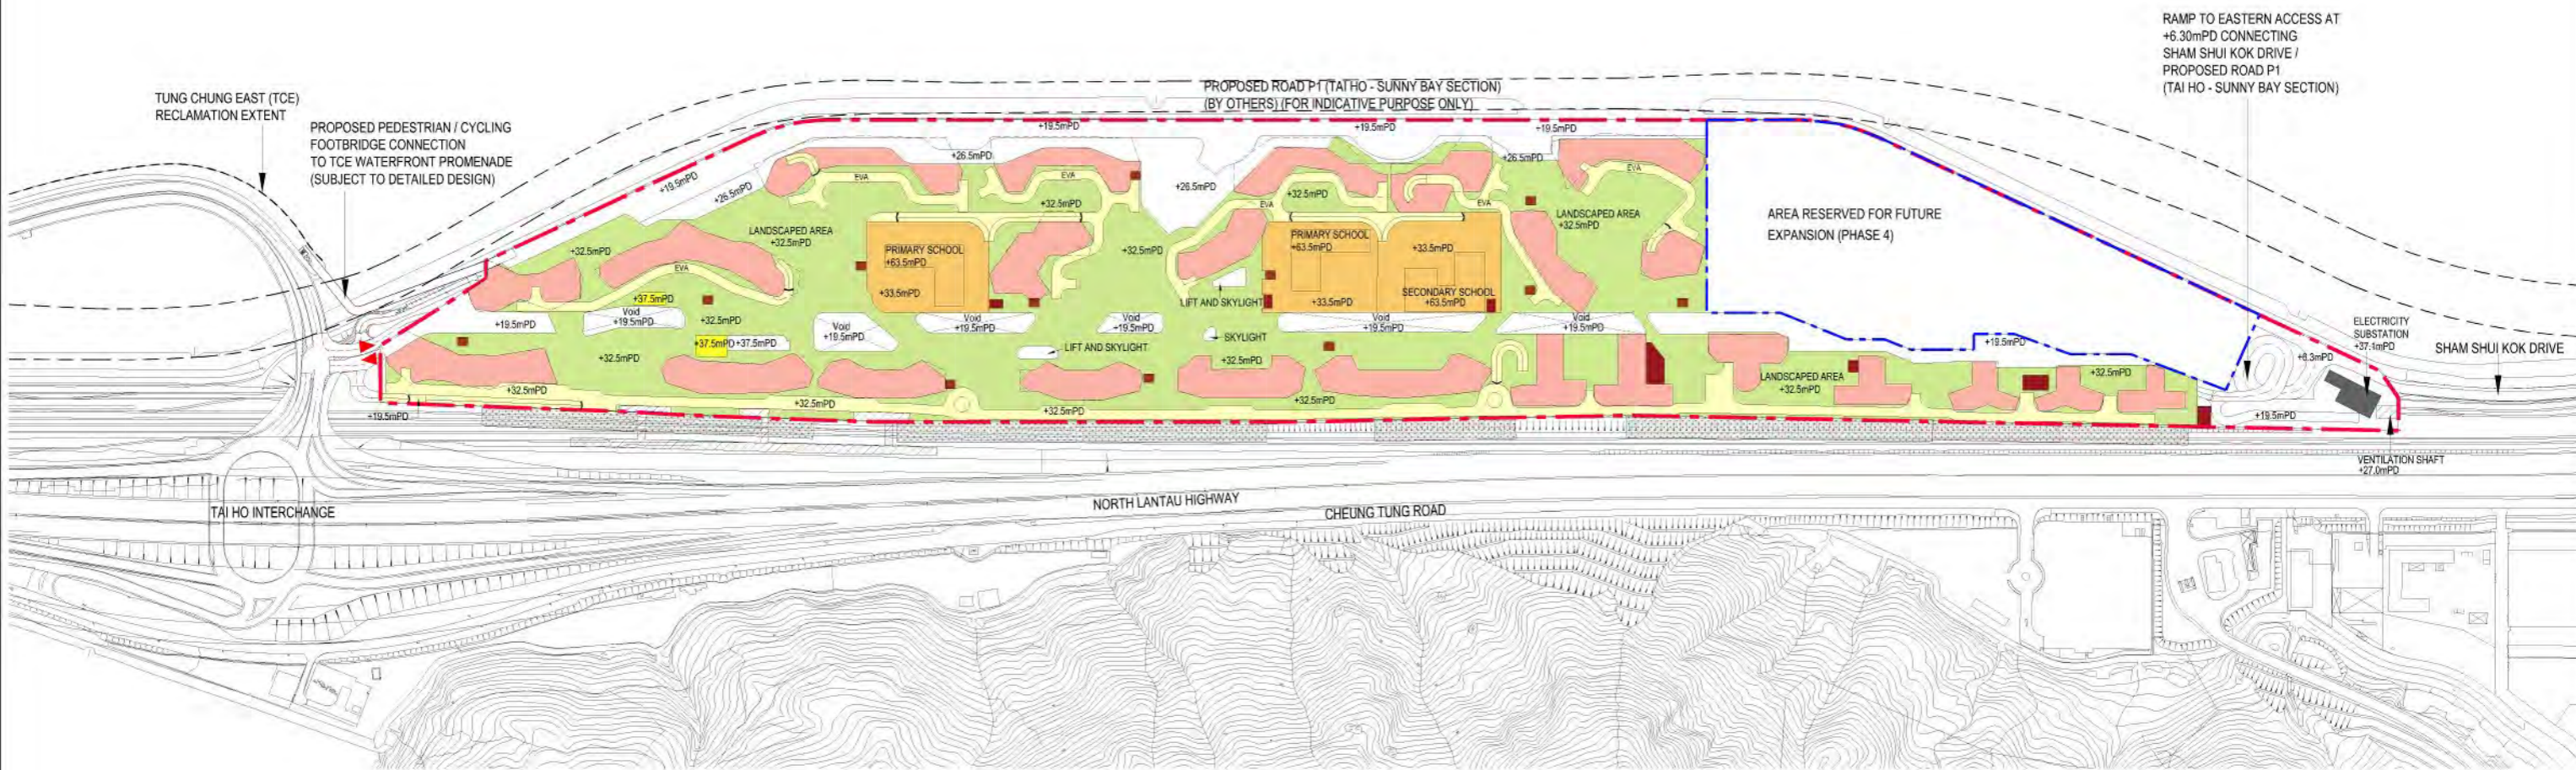 RAMP TO EASTERN ACCESS AT
+6.30mPD CONNECTING
SHAM SHUI KOK DRIVE /
PROPOSED ROAD P1
(TAI HO - SUNNY BAY SECTION)
TUNG CHUNG EAST (TCE)
RECLAMATION EXTENT
PROPOSED PEDESTRIAN / CYCLING
FOOTBRIDGE CONNECTION
TO TCE WATERFRONT PROMENADE
(SUBJECT TO DETAILED DESIGN)
PROPOSED ROAD P1 (TAI HO - SUNNY BAY SECTION)
(BY OTHERS) (FOR INDICATIVE PURPOSE ONLY)
+19.5mPD
+19.5mPD
+19.5mPD
+19.5mPD
+26.5mPD
+26.5mPD
+26.5mPD
+26.5mPD
EVA
EVA
EVA
EVA
EVA
EVA
+32.5mPD
+32.5mPD
LANDSCAPED AREA
+32.5mPD
LANDSCAPED AREA
+32.5mPD
AREA RESERVED FOR FUTURE
EXPANSION (PHASE 4)
PRIMARY SCHOOL
+63.5mPD
+33.5mPD
PRIMARY SCHOOL
+63.5mPD
+33.5mPD
+33.5mPD
SECONDARY SCHOOL
+63.5mPD
+32.5mPD
+32.5mPD
LIFT AND SKYLIGHT
+37.5mPD
Void
+19.5mPD
+32.5mPD
+19.5mPD
Void
+19.5mPD
Void
+19.5mPD
Void
+19.5mPD
Void
+19.5mPD
Void
+19.5mPD
SKYLIGHT
LIFT AND SKYLIGHT
+37.5mPD
+37.5mPD
+32.5mPD
+32.5mPD
+19.5mPD
+6.3mPD
ELECTRICITY
SUBSTATION
+37.1mPD
SHAM SHUI KOK DRIVE
LANDSCAPED AREA
+32.5mPD
+32.5mPD
+32.5mPD
+32.5mPD
+32.5mPD
+32.5mPD
+19.5mPD
+19.5mPD
VENTILATION SHAFT
+27.0mPD
TAI HO INTERCHANGE
NORTH LANTAU HIGHWAY
CHEUNG TUNG ROAD